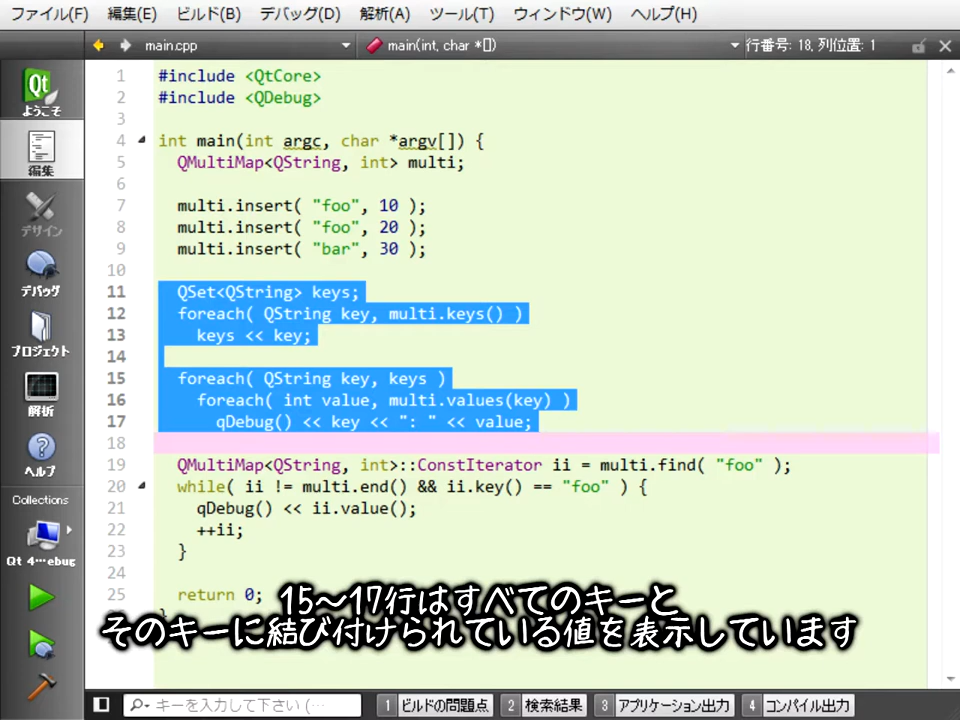 ファイル(F) 編集(E) ビルド(B) デバッグ(D) 解析(A) ツール(T) ウィンドウ(W) ヘルプ(H)
main.cpp main(int, char *[]) 行番号: 18, 列位置: 1
ようこそ
編集
デザイン
デバッグ
プロジェクト
解析
ヘルプ
Collections
Qt 4…ebug
1 #include <QtCore>
2 #include <QDebug>
3
4 int main(int argc, char *argv[]) {
5 QMultiMap<QString, int> multi;
6
7 multi.insert( "foo", 10 );
8 multi.insert( "foo", 20 );
9 multi.insert( "bar", 30 );
10
11 QSet<QString> keys;
12 foreach( QString key, multi.keys() )
13 keys << key;
14
15 foreach( QString key, keys )
16 foreach( int value, multi.values(key) )
17 qDebug() << key << ": " << value;
18
19 QMultiMap<QString, int>::ConstIterator ii = multi.find( "foo" );
20 while( ii != multi.end() && ii.key() == "foo" ) {
21 qDebug() << ii.value();
22 ++ii;
23 }
24
25 return 0;
15～17行はすべてのキーと
そのキーに結び付けられている値を表示しています
キーを入力して下さい (… 1 ビルドの問題点 2 検索結果 3 アプリケーション出力 4 コンパイル出力